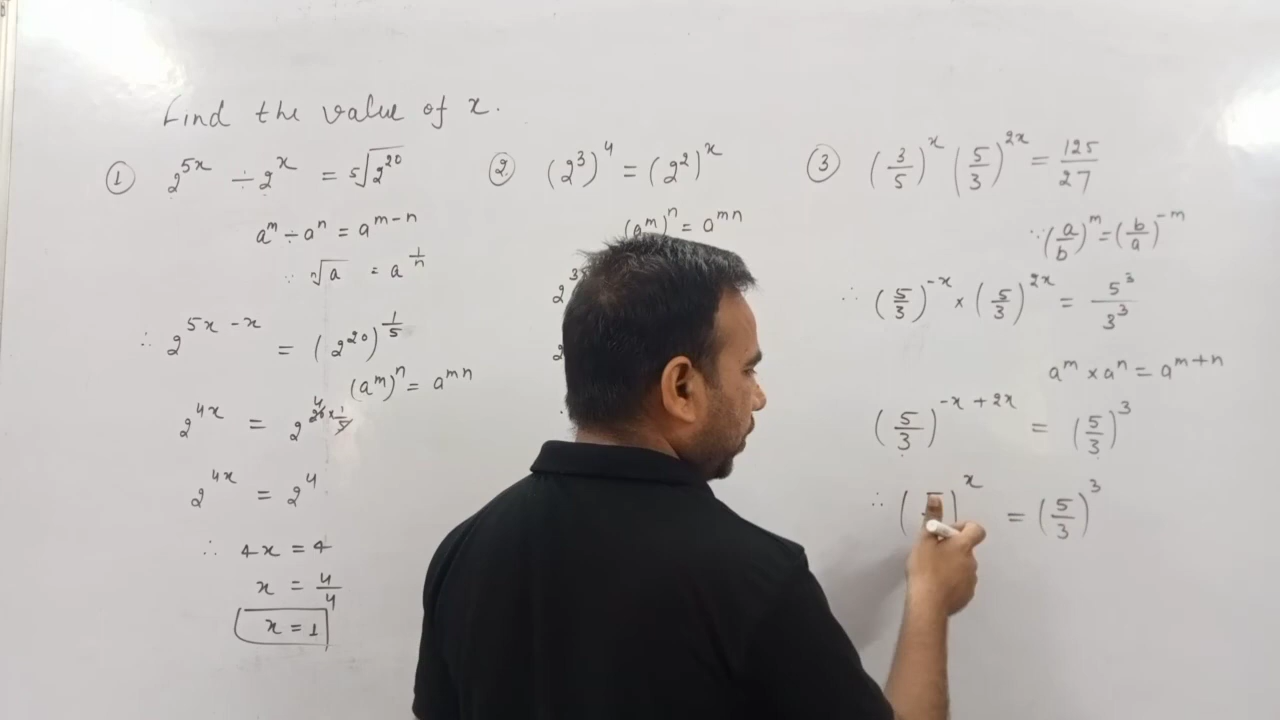 Find the value of x.
① 2^{5x} ÷ 2^x = ⁵√(2^{20})
a^m ÷ a^n = a^{m-n}
∵ ⁿ√a = a^{1/n}
∴ 2^{5x-x} = (2^{20})^{1/5}
(a^m)^n = a^{mn}
2^{4x} = 2^{20×1/5} 4
2^{4x} = 2^4
∴ 4x = 4
x = 4/4
x = 1
② (2^3)^4 = (2^2)^x
(a^m)^n = a^{mn}
③ (3/5)^x (5/3)^{2x} = 125/27
∵ (a/b)^m = (b/a)^{-m}
∴ (5/3)^{-x} × (5/3)^{2x} = 5^3/3^3
a^m × a^n = a^{m+n}
(5/3)^{-x+2x} = (5/3)^3
∴ ( )^x = (5/3)^3